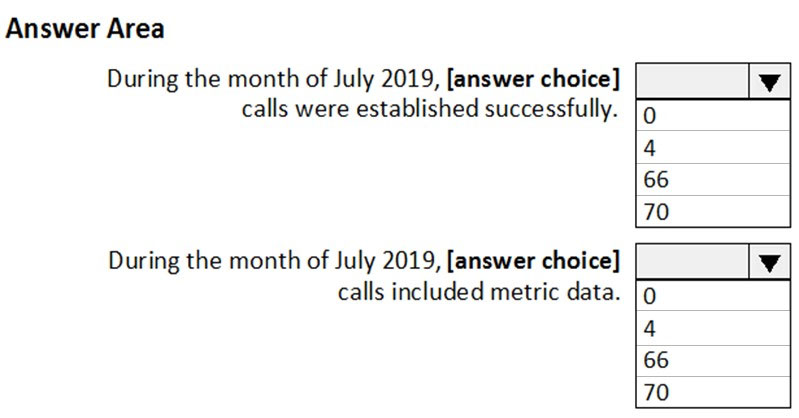 Answer Area
During the month of July 2019, [answer choice]
calls were established successfully.
0
4
66
70
During the month of July 2019, [answer choice]
calls included metric data.
0
4
66
70